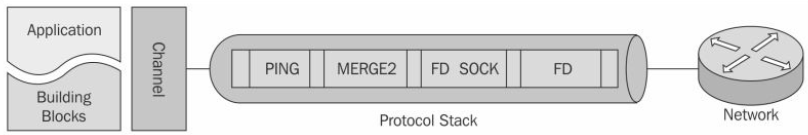 Application
Building
Blocks
Channel
PING
MERGE2
FD SOCK
FD
Protocol Stack
Network